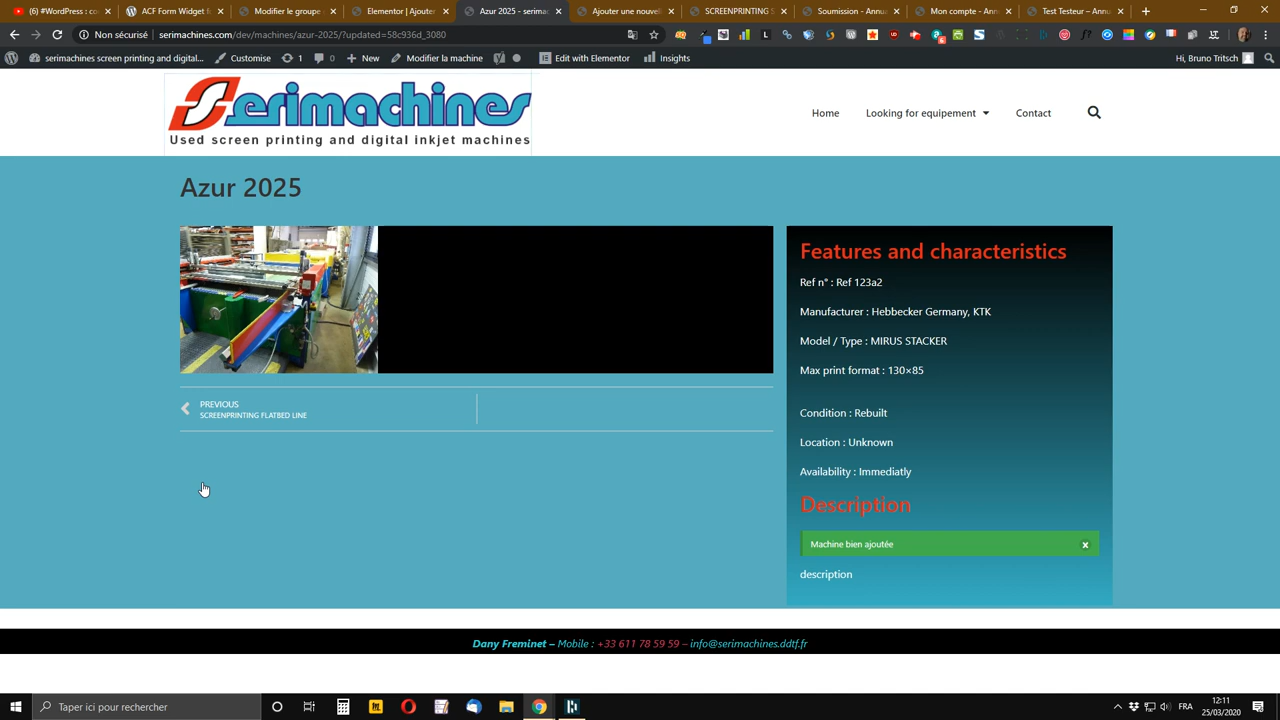 (6) #WordPress : co
ACF Form Widget &
Modifier le groupe
Elementor | Ajouter
Azur 2025 - serimac
Ajouter une nouvel
SCREENPRINTING S
Soumission - Annu
Mon compte - Annu
Test Testeur - Annu
Non sécurisé | serimachines.com/dev/machines/azur-2025/?updated=58c936d_3080
serimachines screen printing and digital...
Customise
1
0
New
Modifier la machine
Edit with Elementor
Insights
Hi, Bruno Tritsch
Serimachines
Used screen printing and digital inkjet machines
Home
Looking for equipement
Contact
Azur 2025
PREVIOUS
SCREENPRINTING FLATBED LINE
Features and characteristics
Ref n° : Ref 123a2
Manufacturer : Hebbecker Germany, KTK
Model / Type : MIRUS STACKER
Max print format : 130×85
Condition : Rebuilt
Location : Unknown
Availability : Immediatly
Description
Machine bien ajoutée
description
Dany Freminet – Mobile : +33 611 78 59 59 – info@serimachines.ddtf.fr
Taper ici pour rechercher
FRA
12:11
25/03/2020